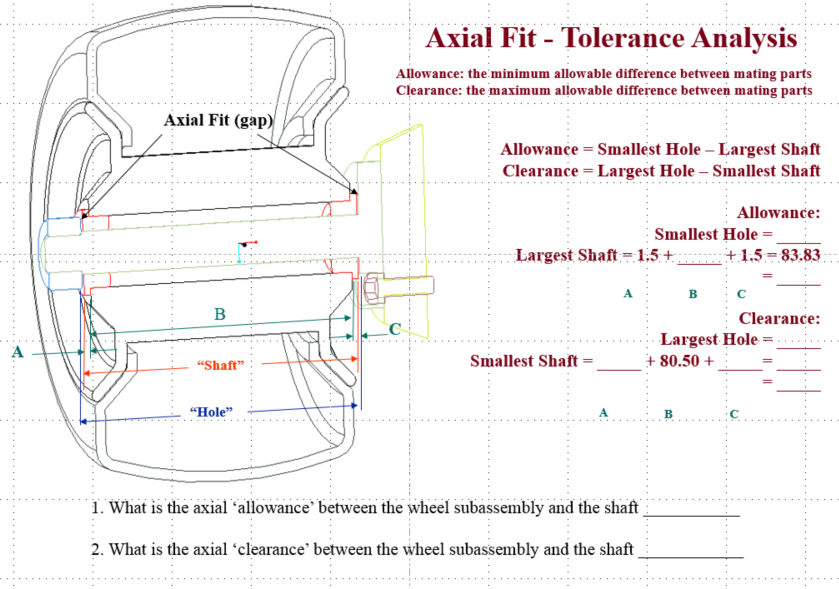 Axial Fit - Tolerance Analysis
Allowance: the minimum allowable difference between mating parts
Clearance: the maximum allowable difference between mating parts
Axial Fit (gap)
Allowance = Smallest Hole – Largest Shaft
Clearance = Largest Hole – Smallest Shaft
Allowance:
Smallest Hole = _____
Largest Shaft = 1.5 + _____ + 1.5 = 83.83
= _____
A B C
Clearance:
Largest Hole = _____
Smallest Shaft = _____ + 80.50 + _____ = _____
= _____
A B C
B
C
A
“Shaft”
“Hole”
1. What is the axial ‘allowance’ between the wheel subassembly and the shaft ___________
2. What is the axial ‘clearance’ between the wheel subassembly and the shaft ____________